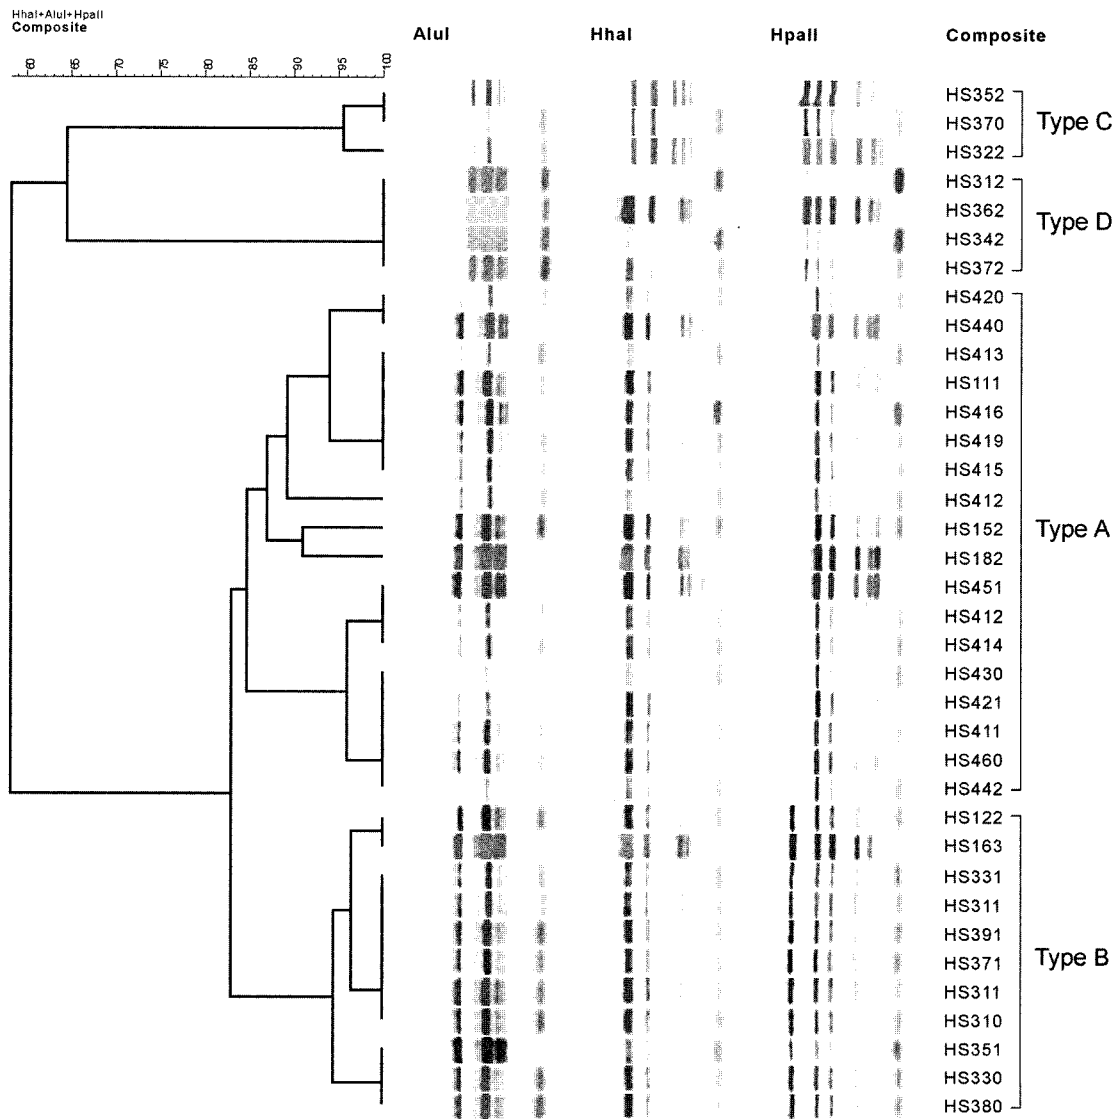 HhaI+AluI+HpaII
Composite
AluI HhaI HpaII Composite
60 65 70 75 80 85 90 95 100
HS352
HS370
HS322
Type C
HS312
HS362
HS342
HS372
Type D
HS420
HS440
HS413
HS111
HS416
HS419
HS415
HS412
HS152
HS182
HS451
HS412
HS414
HS430
HS421
HS411
HS460
HS442
Type A
HS122
HS163
HS331
HS311
HS391
HS371
HS311
HS310
HS351
HS330
HS380
Type B